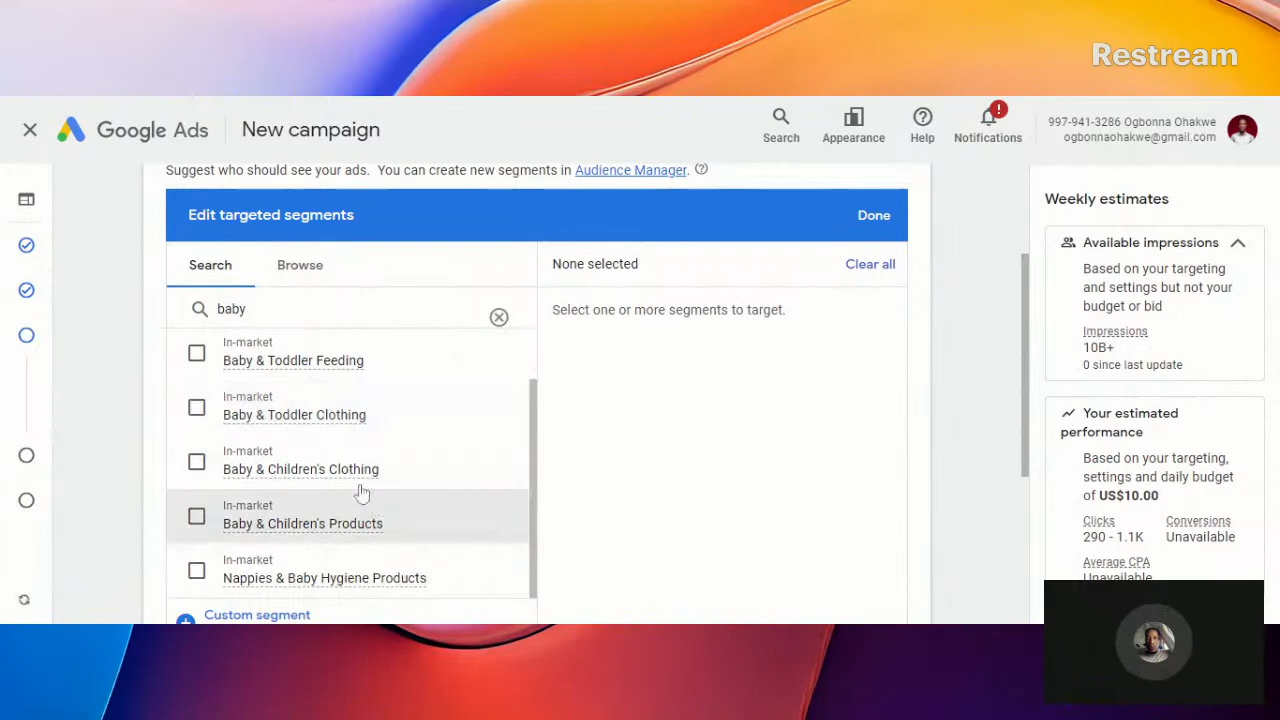 Restream
Google Ads
New campaign
Search
Appearance
Help
!
Notifications
997-941-3286 Ogbonna Ohakwe
ogbonnaohakwe@gmail.com
Suggest who should see your ads. You can create new segments in Audience Manager.
Edit targeted segments
Done
Search
Browse
None selected
Clear all
baby
Select one or more segments to target.
In-market
Baby & Toddler Feeding
In-market
Baby & Toddler Clothing
In-market
Baby & Children's Clothing
In-market
Baby & Children's Products
In-market
Nappies & Baby Hygiene Products
Custom segment
Weekly estimates
Available impressions
Based on your targeting
and settings but not your
budget or bid
Impressions
10B+
0 since last update
Your estimated
performance
Based on your targeting,
settings and daily budget
of US$10.00
Clicks
Conversions
290 - 1.1K
Unavailable
Average CPA
Unavailable